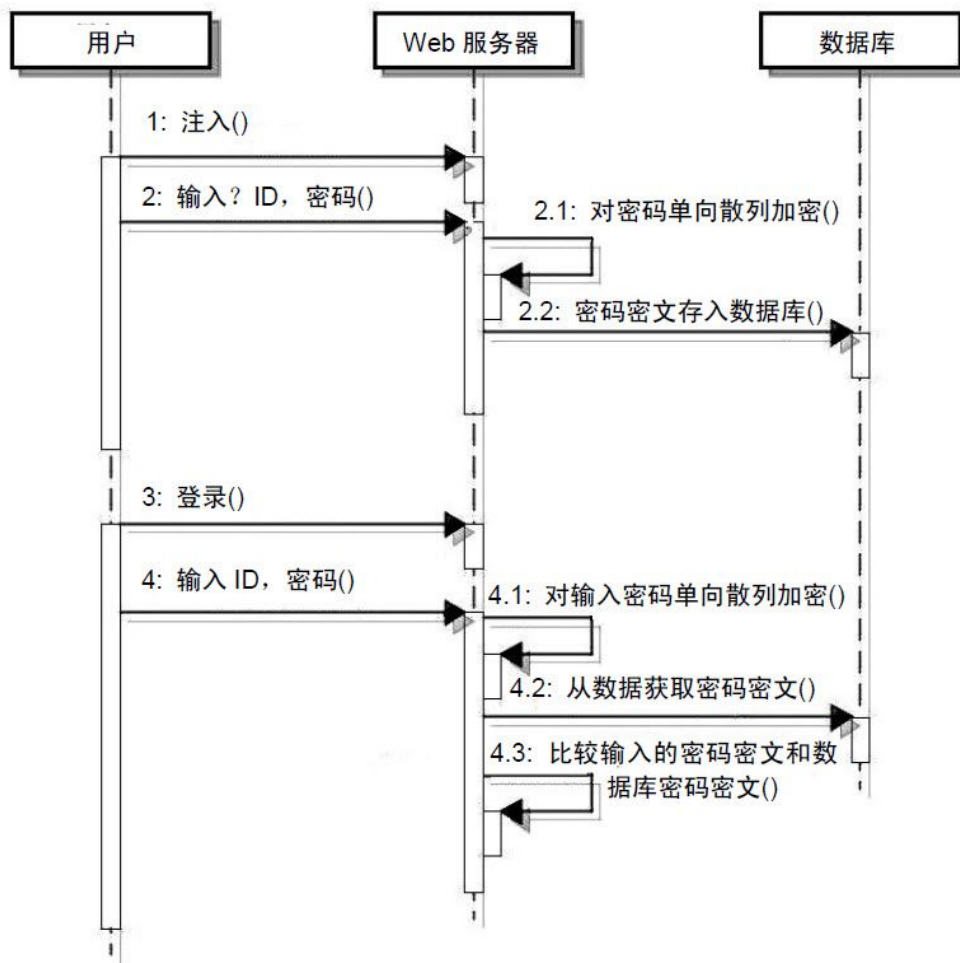 用户
Web 服务器
数据库
1: 注入()
2: 输入？ID，密码()
2.1: 对密码单向散列加密()
2.2: 密码密文存入数据库()
3: 登录()
4: 输入 ID，密码()
4.1: 对输入密码单向散列加密()
4.2: 从数据获取密码密文()
4.3: 比较输入的密码密文和数
据库密码密文()